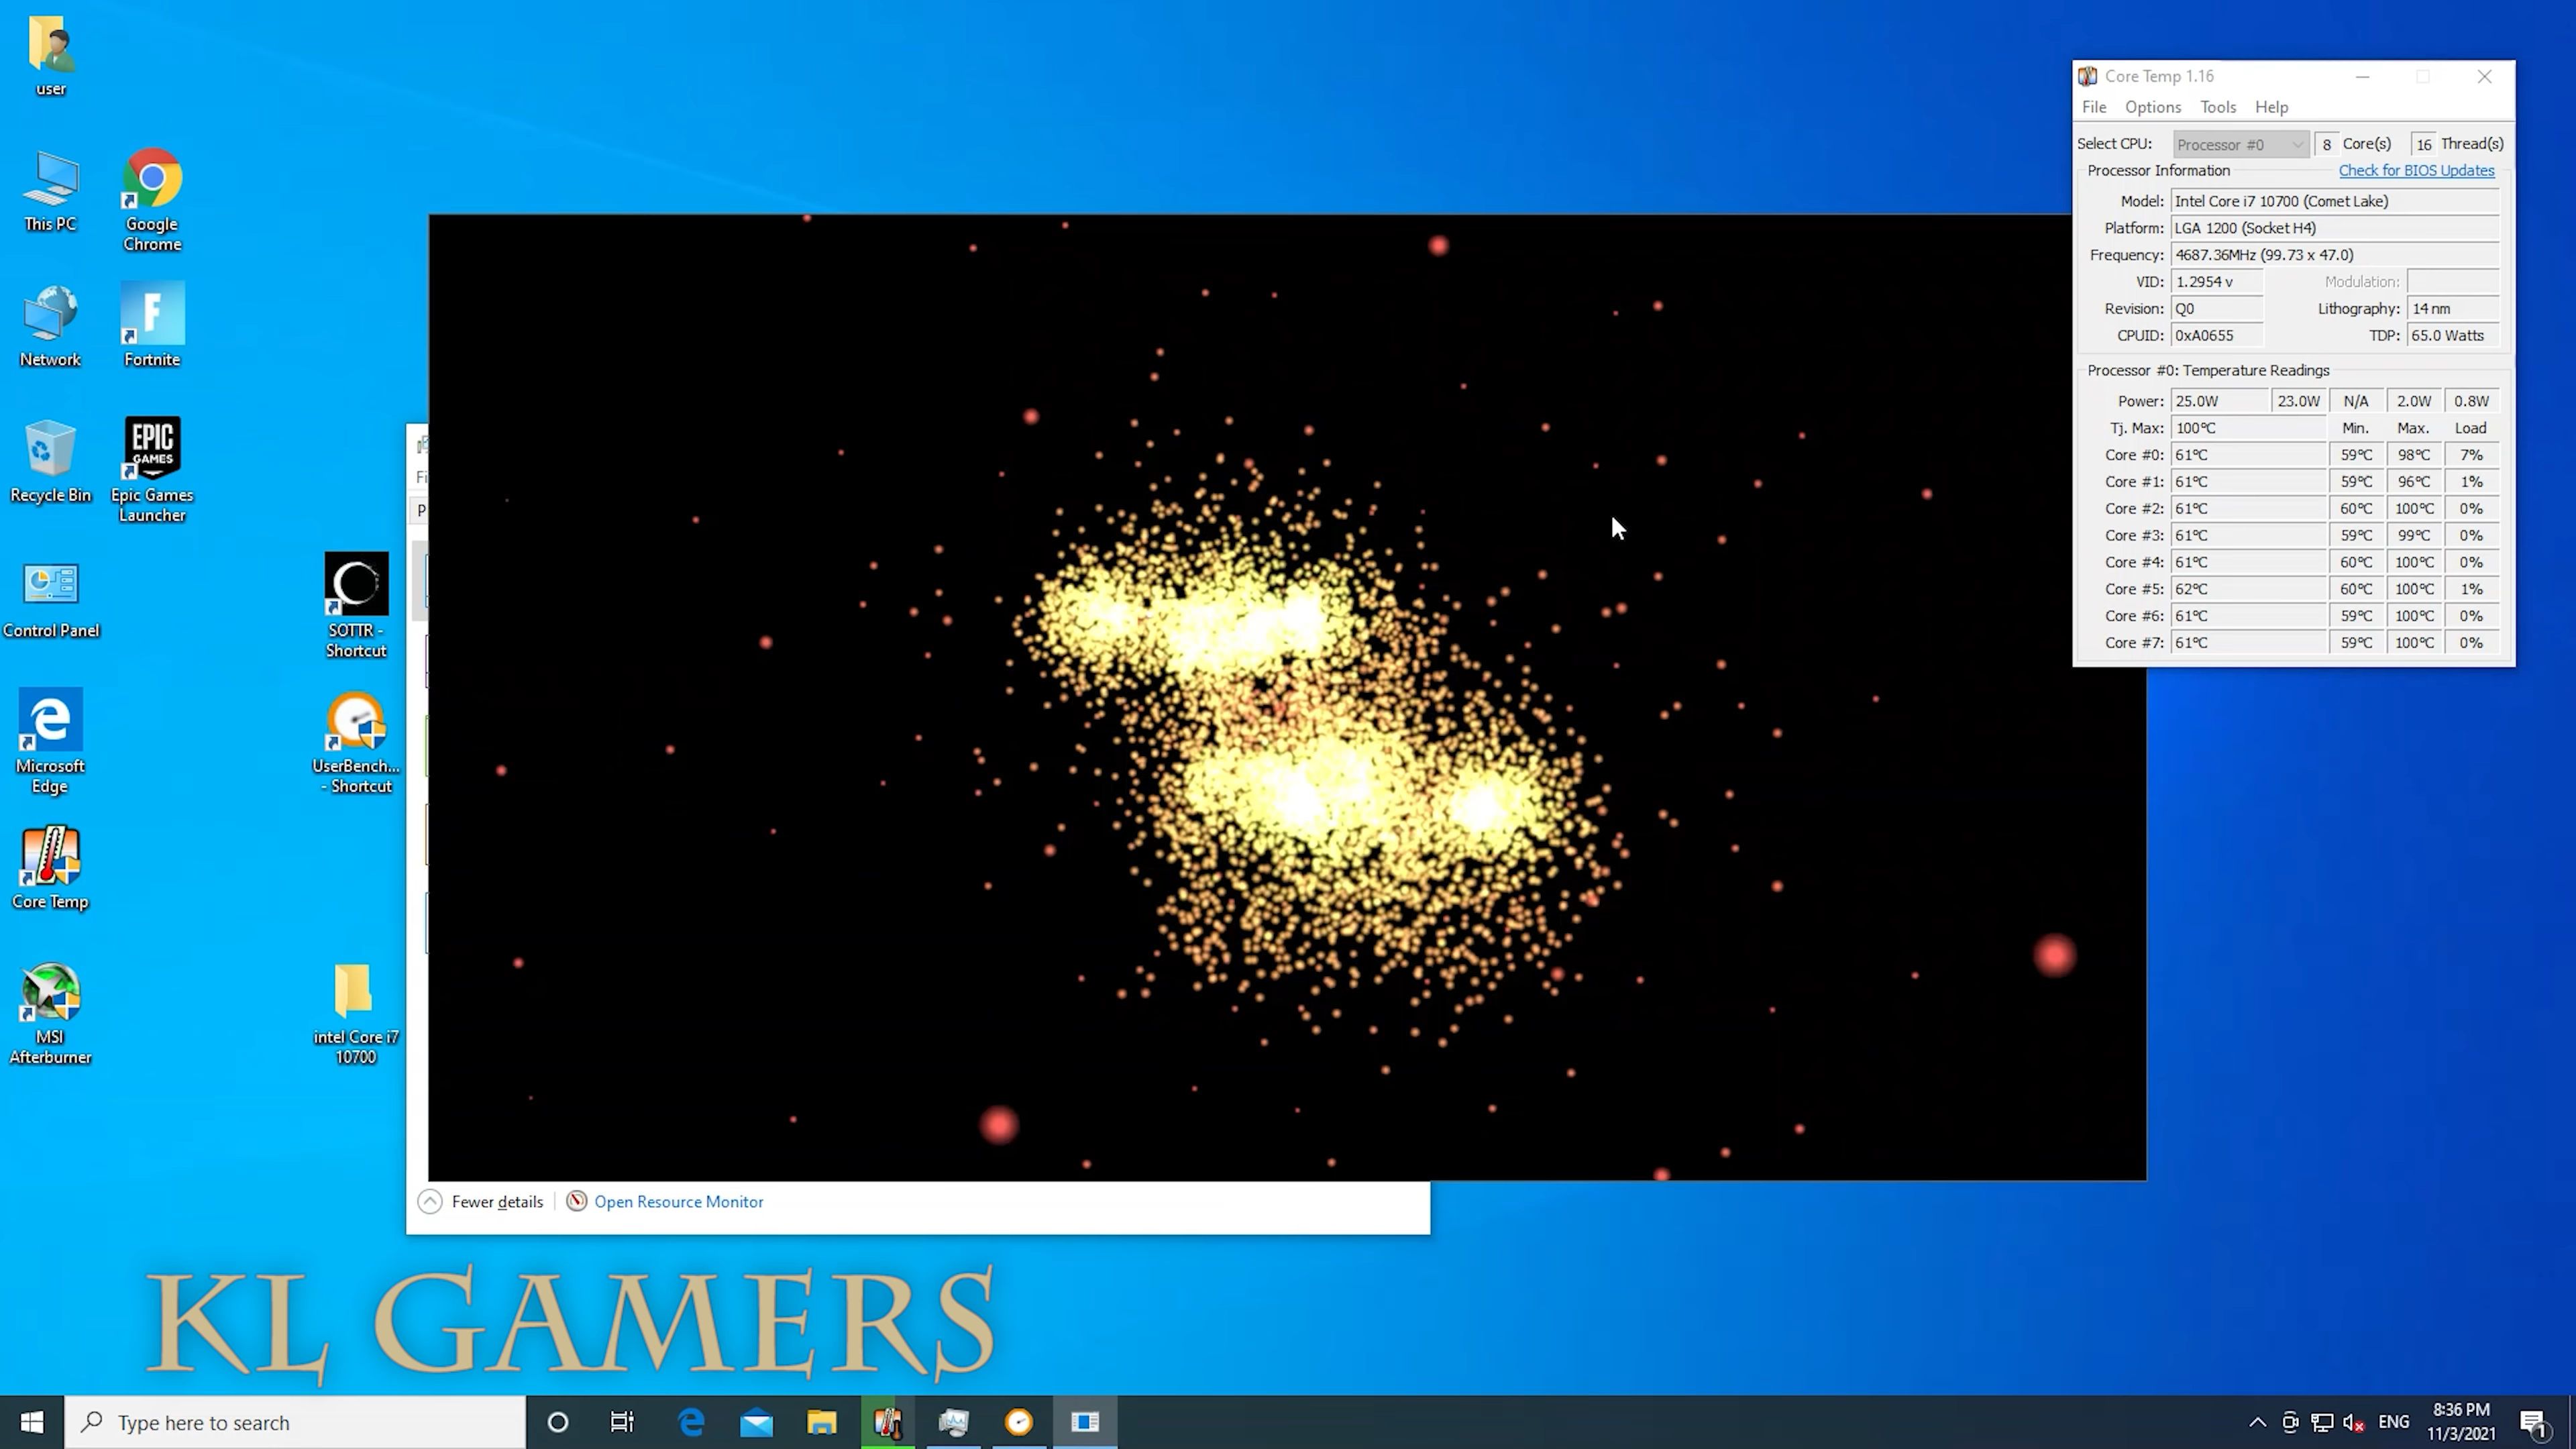 user
This PC
Google
Chrome
Network
Fortnite
Recycle Bin
EPIC
GAMES
Epic Games
Launcher
Control Panel
SOTTR -
Shortcut
Microsoft
Edge
UserBench...
- Shortcut
Core Temp
MSI
Afterburner
intel Core i7
10700
Fi
P
Fewer details
Open Resource Monitor
Core Temp 1.16
File Options Tools Help
Select CPU: Processor #0 8 Core(s) 16 Thread(s)
Processor Information Check for BIOS Updates
Model: Intel Core i7 10700 (Comet Lake)
Platform: LGA 1200 (Socket H4)
Frequency: 4687.36MHz (99.73 x 47.0)
VID: 1.2954 v Modulation:
Revision: Q0 Lithography: 14 nm
CPUID: 0xA0655 TDP: 65.0 Watts
Processor #0: Temperature Readings
Power: 25.0W 23.0W N/A 2.0W 0.8W
Tj. Max: 100°C Min. Max. Load
Core #0: 61°C 59°C 98°C 7%
Core #1: 61°C 59°C 96°C 1%
Core #2: 61°C 60°C 100°C 0%
Core #3: 61°C 59°C 99°C 0%
Core #4: 61°C 60°C 100°C 0%
Core #5: 62°C 60°C 100°C 1%
Core #6: 61°C 59°C 100°C 0%
Core #7: 61°C 59°C 100°C 0%
KL GAMERS
Type here to search
ENG
8:36 PM
11/3/2021
1